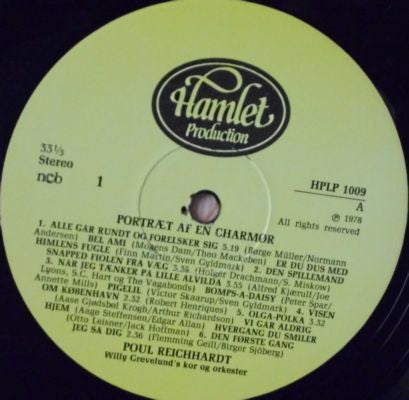 Hamlet
Production
33⅓
Stereo
ncb
1
HPLP 1009
A
℗ 1978
All rights reserved
PORTRÆT AF EN CHARMØR
1. ALLE GÅR RUNDT OG FORELSKER SIG 5.19 (Børge Müller/Normann
Andersen) BEL AMI (Mogens Dam/Theo Mackeben) ER DU DUS MED
HIMLENS FUGLE (Finn Martin/Sven Gyldmark) 2. DEN SPILLEMAND
SNAPPED FIOLEN FRA VÆG 3.55 (Holger Drachmann/S. Miskow)
3. NÅR JEG TÆNKER PÅ LILLE ALVILDA 3.55 (Alfred Kjærulf/Joe
Lyons, S.C. Hart og The Vagabonds) BOMPS-A-DAISY (Peter Spar/
Annette Mills) PIGELIL (Victor Skaarup/Sven Gyldmark) 4. VISEN
OM KØBENHAVN 2.20 (Robert Henriques) 5. OLGA-POLKA 3.32
(Aase Gjødsbøl Krogh/Arthur Richardson) VI GÅR ALDRIG
HJEM (Aage Steffensen/Edgar Allan) HVERGANG DU SMILER
(Otto Leisner/Jack Hoffman) 6. DEN FØRSTE GANG
JEG SÅ DIG 2.36 (Flemming Geill/Birger Sjöberg)
POUL REICHHARDT
Willy Grevelund's kor og orkester